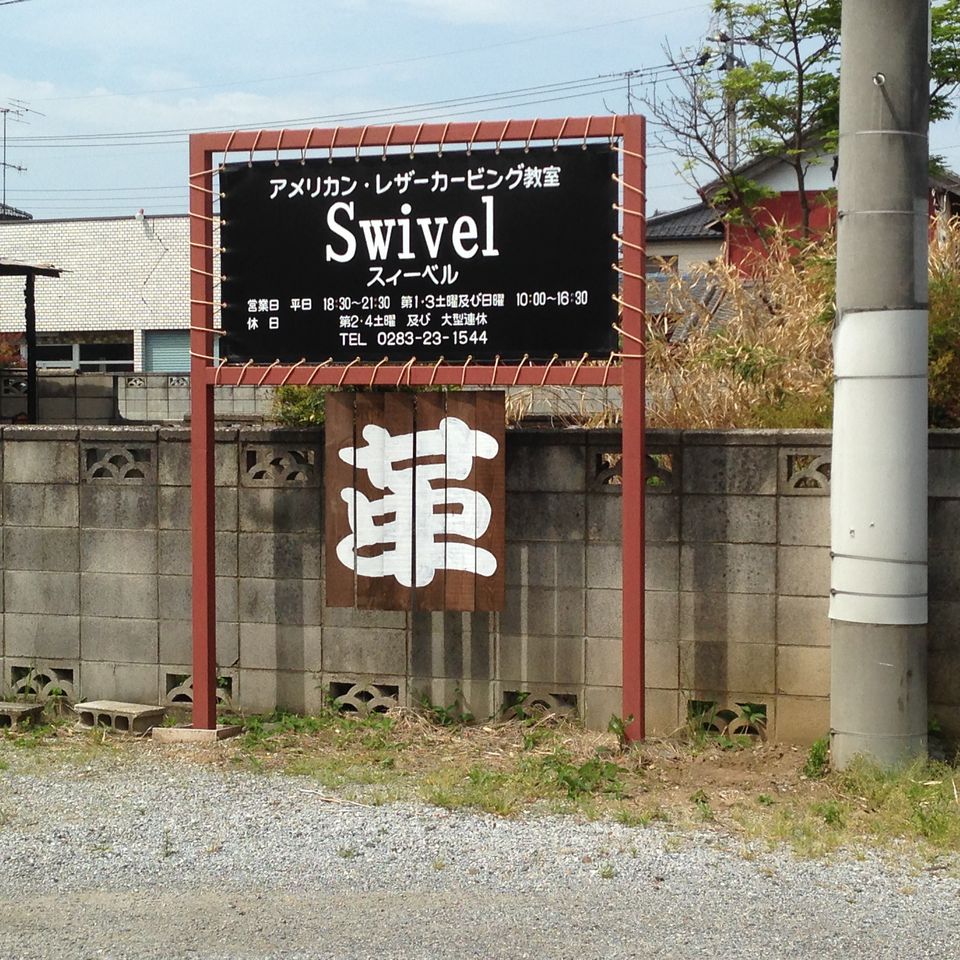 アメリカン・レザーカービング教室
Swivel
スィーベル
営業日 平日 18:30〜21:30 第1・3土曜及び日曜 10:00〜16:30
休日 第2・4土曜 及び 大型連休
TEL 0283-23-1544
革